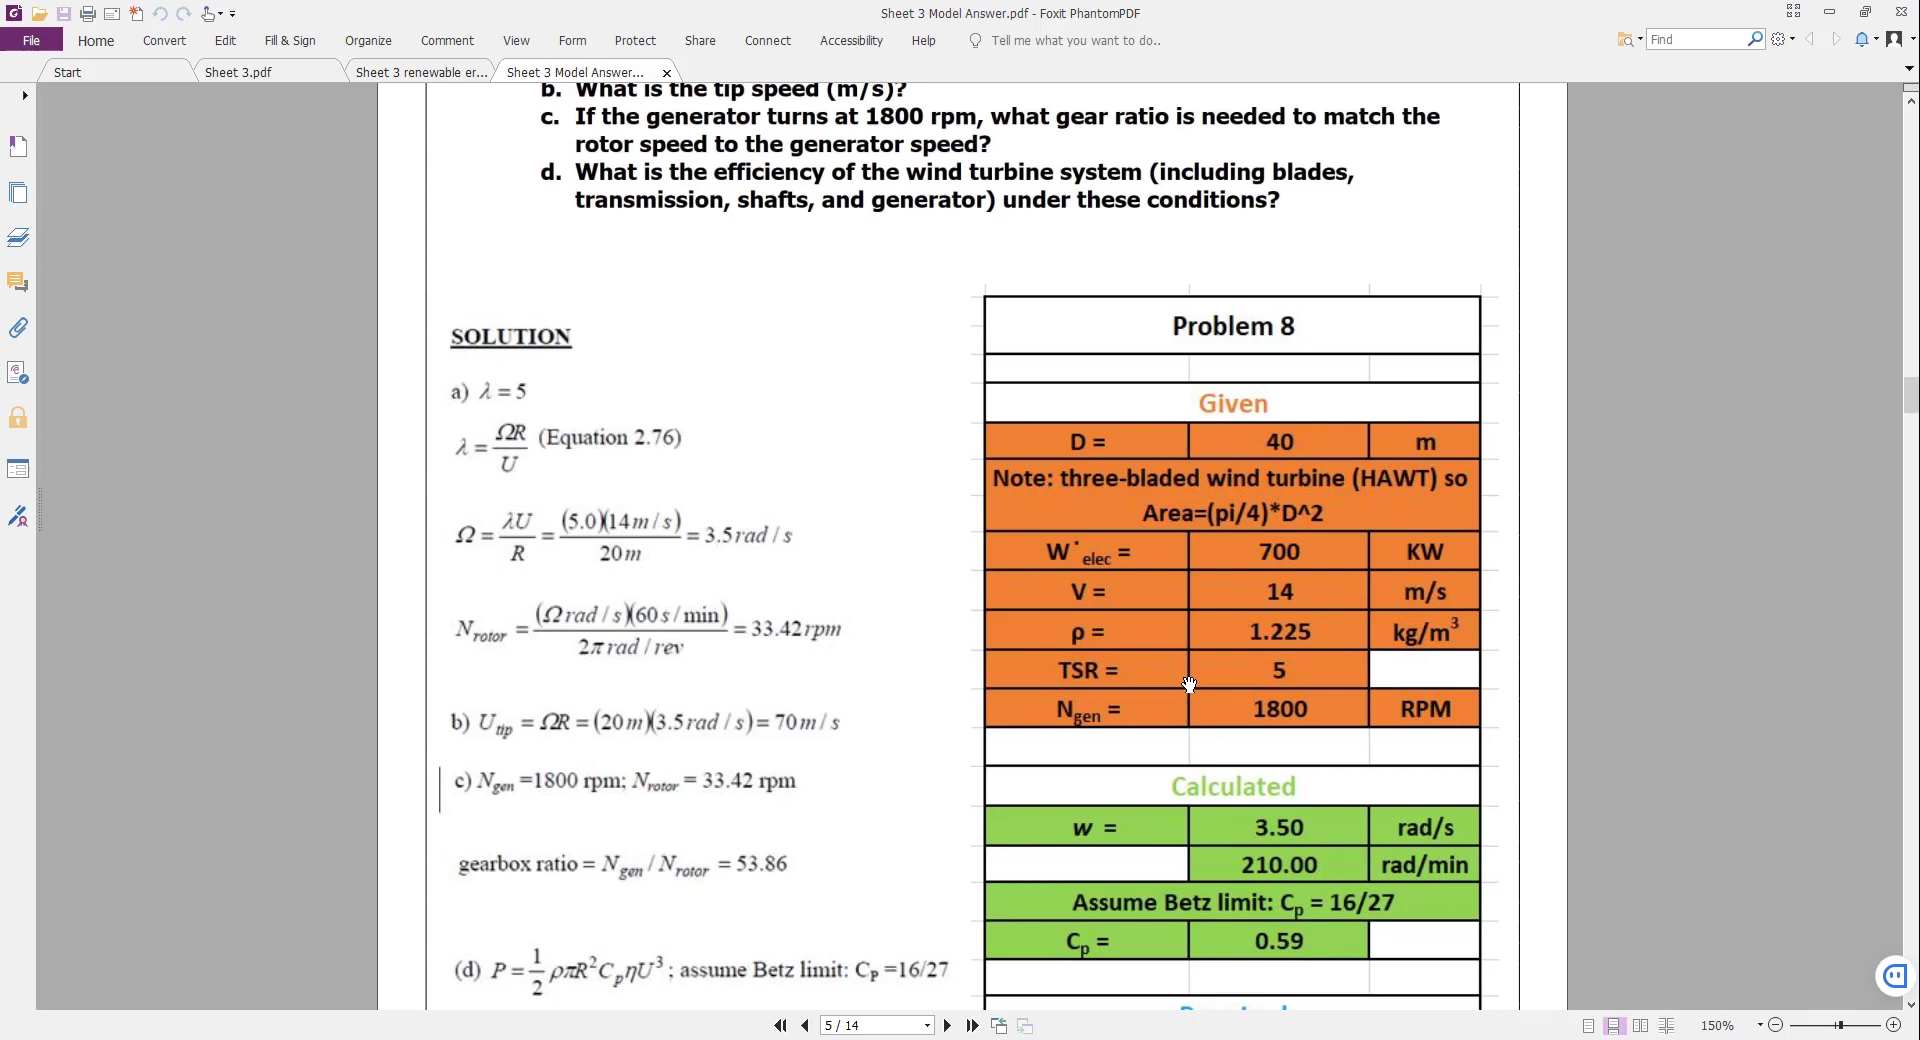 Sheet 3 Model Answer.pdf - Foxit PhantomPDF
File Home Convert Edit Fill & Sign Organize Comment View Form Protect Share Connect Accessibility Help Tell me what you want to do.. Find
Start Sheet 3.pdf Sheet 3 renewable er... Sheet 3 Model Answer...
b. What is the tip speed (m/s)?
c. If the generator turns at 1800 rpm, what gear ratio is needed to match the
rotor speed to the generator speed?
d. What is the efficiency of the wind turbine system (including blades,
transmission, shafts, and generator) under these conditions?
SOLUTION
a) λ = 5
λ = ΩR / U (Equation 2.76)
Ω = λU / R = (5.0)(14 m / s) / 20 m = 3.5 rad / s
N_rotor = (Ω rad / s)(60 s / min) / 2π rad / rev = 33.42 rpm
b) U_tip = ΩR = (20 m)(3.5 rad / s) = 70 m / s
c) N_gen =1800 rpm; N_rotor = 33.42 rpm
gearbox ratio = N_gen / N_rotor = 53.86
(d) P = 1/2 ρπR² C_p η U³ ; assume Betz limit: C_P =16/27
Problem 8
Given
D = 40 m
Note: three-bladed wind turbine (HAWT) so
Area=(pi/4)*D^2
W˙ elec = 700 KW
V = 14 m/s
ρ = 1.225 kg/m³
TSR = 5
N_gen = 1800 RPM
Calculated
w = 3.50 rad/s
210.00 rad/min
Assume Betz limit: C_p = 16/27
C_p = 0.59
5 / 14
150%